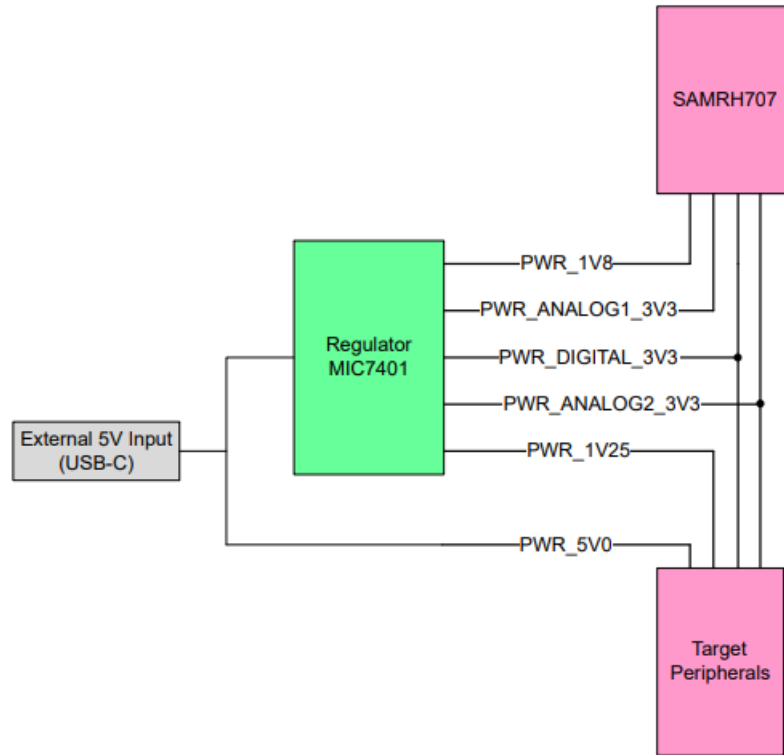 SAMRH707
PWR_1V8
PWR_ANALOG1_3V3
Regulator
MIC7401
PWR_DIGITAL_3V3
PWR_ANALOG2_3V3
External 5V Input
(USB-C)
PWR_1V25
PWR_5V0
Target
Peripherals